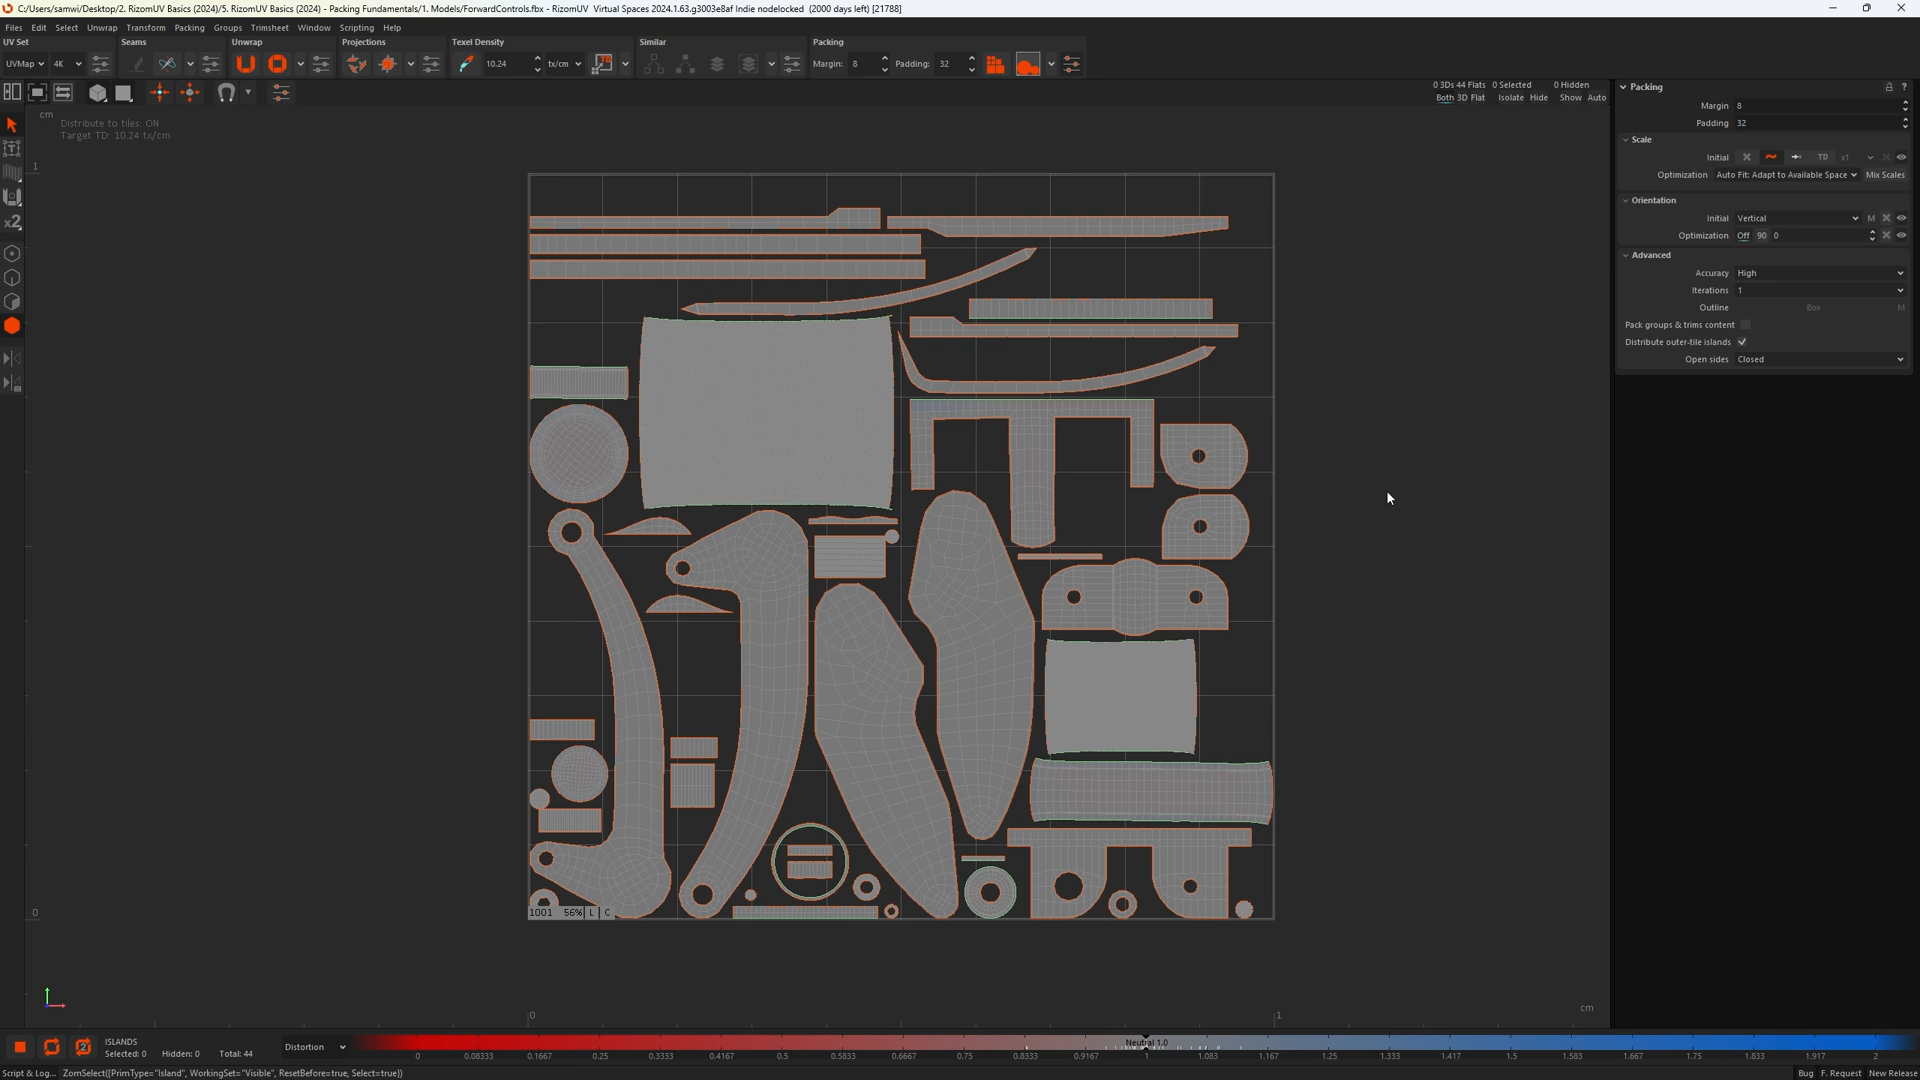 C:/Users/samwi/Desktop/2. RizomUV Basics (2024)/5. RizomUV Basics (2024) - Packing Fundamentals/1. Models/ForwardControls.fbx - RizomUV  Virtual Spaces 2024.1.63.g3003e8af Indie nodelocked  (2000 days left) [21788]
Files Edit Select Unwrap Transform Packing Groups Trimsheet Window Scripting Help
UV Set Seams Unwrap Projections Texel Density Similar Packing
UVMap 4K 10.24 tx/cm TD Margin: 8 Padding: 32
0 3Ds 44 Flats 0 Selected 0 Hidden
Both 3D Flat Isolate Hide Show Auto
cm
Distribute to tiles: ON
Target TD: 10.24 tx/cm
x2
1
0
1001 56% L C
0 1
cm
Packing ?
Margin 8
Padding 32
Scale
Initial TD x1
Optimization Auto Fit: Adapt to Available Space Mix Scales
Orientation
Initial Vertical M
Optimization Off 90 0
Advanced
Accuracy High
Iterations 1
Outline Box M
Pack groups & trims content
Distribute outer-tile islands
Open sides Closed
ISLANDS
Selected: 0 Hidden: 0 Total: 44
Distortion
Neutral 1.0
0 0.08333 0.1667 0.25 0.3333 0.4167 0.5 0.5833 0.6667 0.75 0.8333 0.9167 1 1.083 1.167 1.25 1.333 1.417 1.5 1.583 1.667 1.75 1.833 1.917 2
Script & Log... ZomSelect({PrimType="Island", WorkingSet="Visible", ResetBefore=true, Select=true})
Bug F. Request New Release